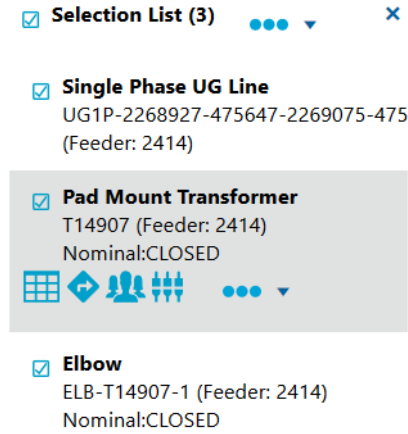 Selection List (3)
Single Phase UG Line
UG1P-2268927-475647-2269075-475
(Feeder: 2414)
Pad Mount Transformer
T14907 (Feeder: 2414)
Nominal:CLOSED
Elbow
ELB-T14907-1 (Feeder: 2414)
Nominal:CLOSED